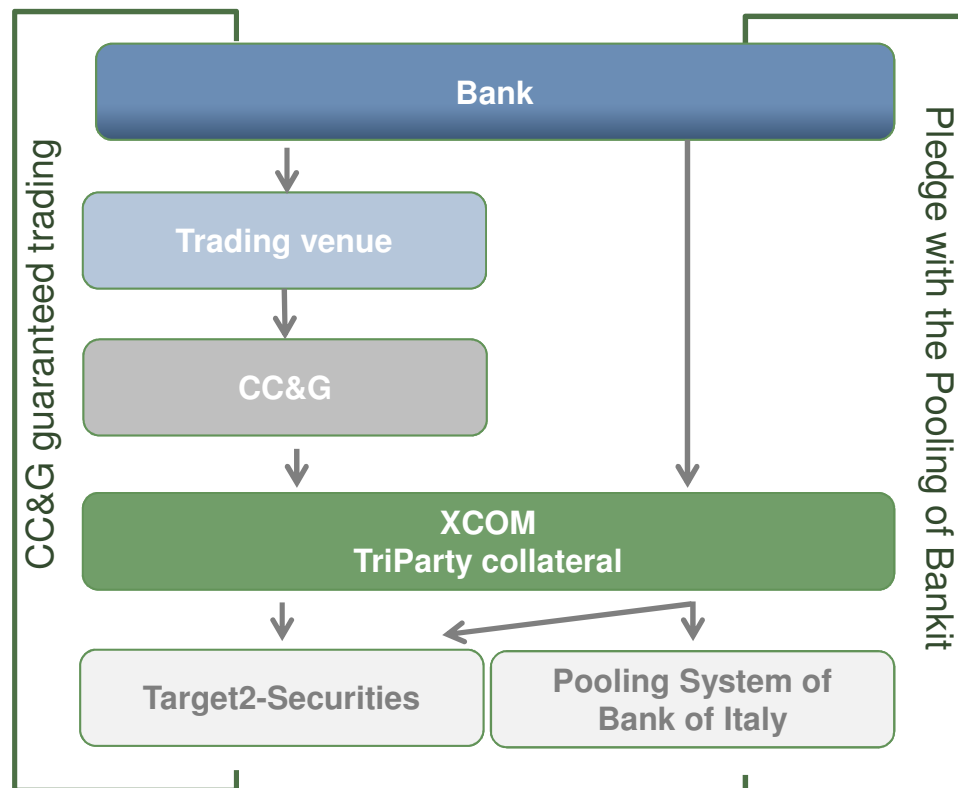 CC&G guaranteed trading
Bank
Trading venue
CC&G
XCOM
TriParty collateral
Target2-Securities
Pooling System of
Bank of Italy
Pledge with the Pooling of Bankit